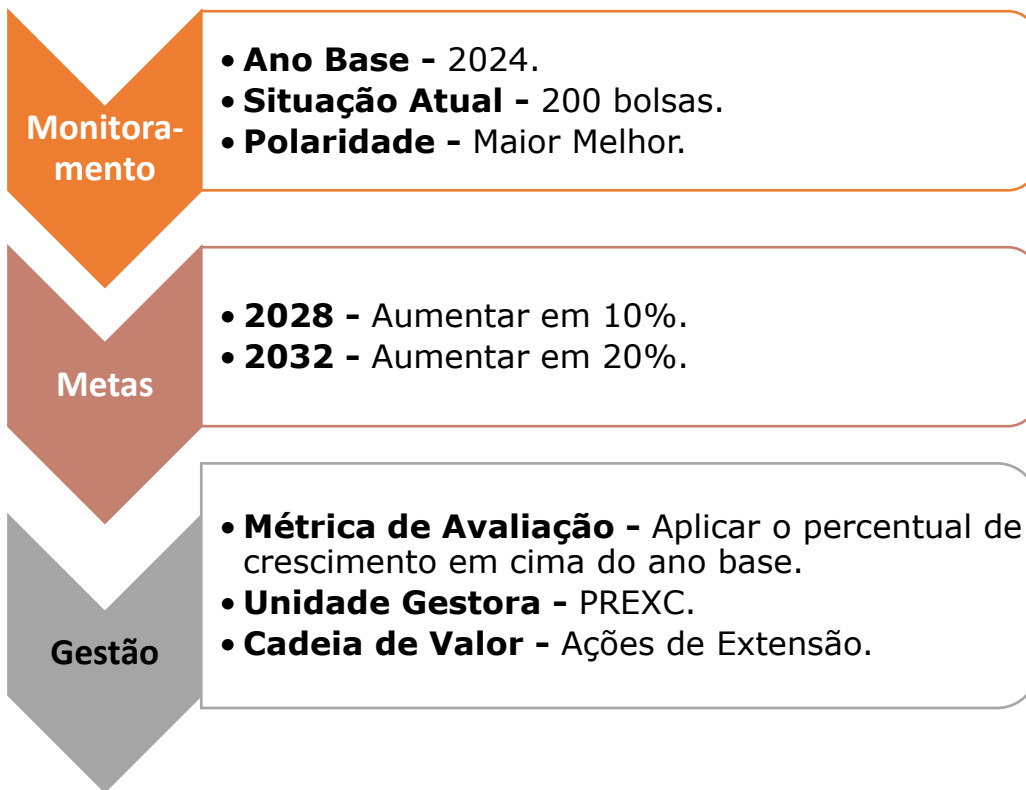 Monitora-
mento
• Ano Base - 2024.
• Situação Atual - 200 bolsas.
• Polaridade - Maior Melhor.
Metas
• 2028 - Aumentar em 10%.
• 2032 - Aumentar em 20%.
Gestão
• Métrica de Avaliação - Aplicar o percentual de
crescimento em cima do ano base.
• Unidade Gestora - PREXC.
• Cadeia de Valor - Ações de Extensão.